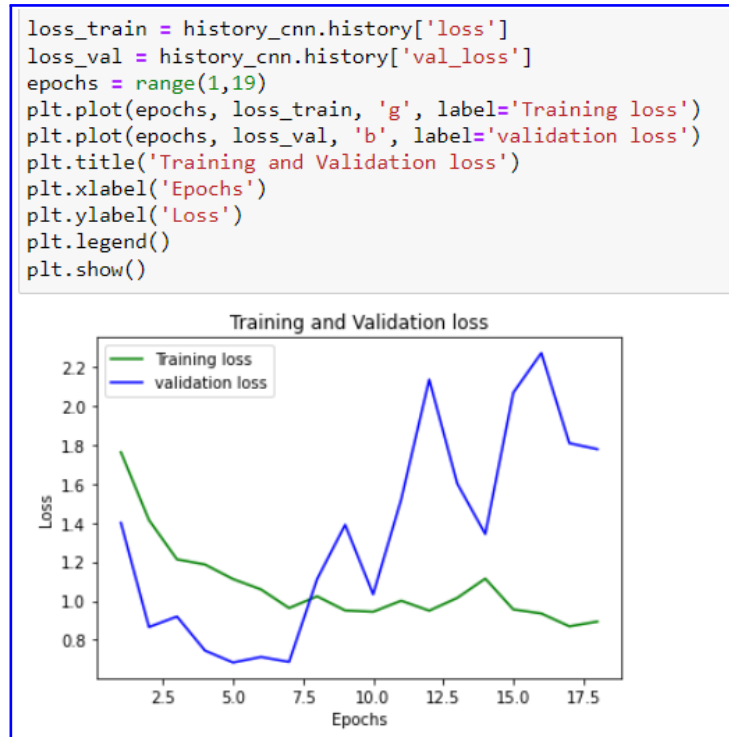 loss_train = history_cnn.history['loss']
loss_val = history_cnn.history['val_loss']
epochs = range(1,19)
plt.plot(epochs, loss_train, 'g', label='Training loss')
plt.plot(epochs, loss_val, 'b', label='validation loss')
plt.title('Training and Validation loss')
plt.xlabel('Epochs')
plt.ylabel('Loss')
plt.legend()
plt.show()
Training and Validation loss
Training loss
validation loss
2.2
2.0
1.8
1.6
1.4
1.2
1.0
0.8
Loss
2.5 5.0 7.5 10.0 12.5 15.0 17.5
Epochs